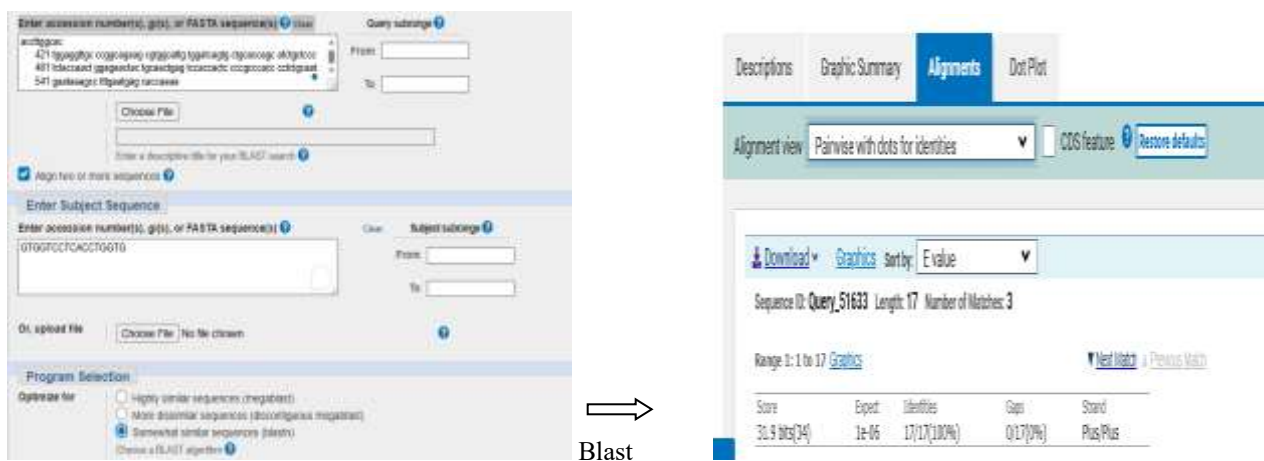 Enter accession number(s), gi(s), or FASTA sequence(s) Clear
Query subrange
From
To
Choose File
Enter a descriptive title for your BLAST search
Align two or more sequences
Enter Subject Sequence
Enter accession number(s), gi(s), or FASTA sequence(s) Clear
Subject subrange
GTGGTCCTCACCTGGTG
From
To
Or, upload file Choose File No file chosen
Program Selection
Optimize for Highly similar sequences (megablast)
More dissimilar sequences (discontiguous megablast)
Somewhat similar sequences (blastn)
Choose a BLAST algorithm
Blast
Descriptions Graphic Summary Alignments Dot Plot
Alignment view Pairwise with dots for identities CDS feature Restore defaults
Download Graphics Sort by: E value
Sequence ID: Query_51633 Length: 17 Number of Matches: 3
Range 1: 1 to 17 Graphics Next Match Previous Match
Score Expect Identities Gaps Strand
31.9 bits(34) 1e-06 17/17(100%) 0/17(0%) Plus/Plus